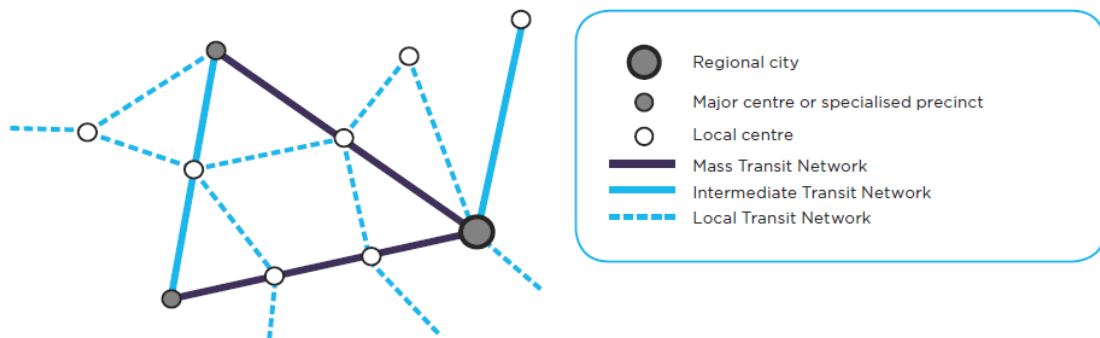 Regional city
Major centre or specialised precinct
Local centre
Mass Transit Network
Intermediate Transit Network
Local Transit Network